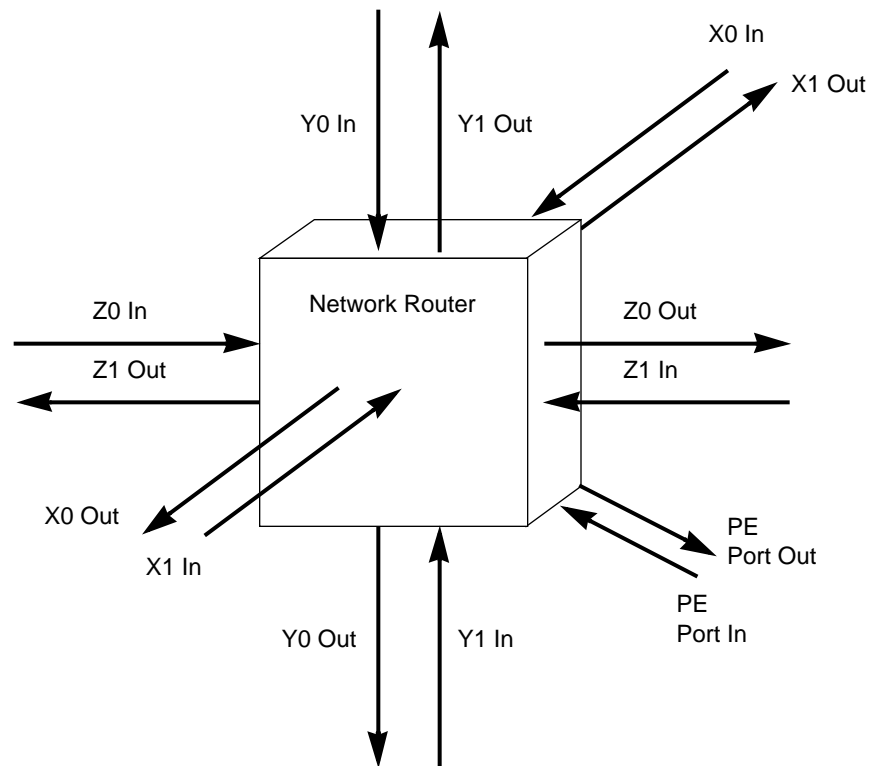 X0 In
X1 Out
Y0 In
Y1 Out
Network Router
Z0 In
Z0 Out
Z1 Out
Z1 In
X0 Out
X1 In
PE
Port Out
PE
Port In
Y0 Out
Y1 In